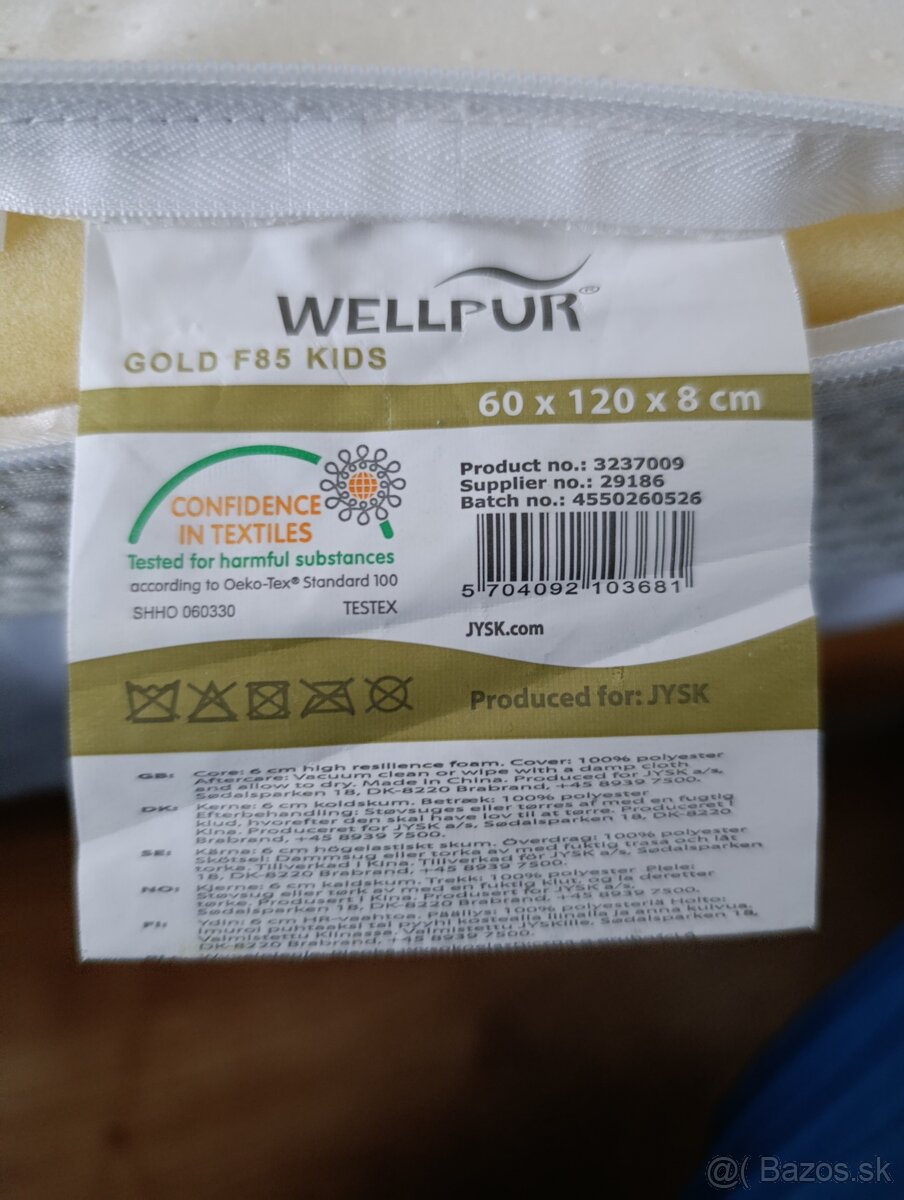 WELLPUR®
GOLD F85 KIDS
60 x 120 x 8 cm
CONFIDENCE
IN TEXTILES
Tested for harmful substances
according to Oeko-Tex® Standard 100
SHHO 060330 TESTEX
Product no.: 3237009
Supplier no.: 29186
Batch no.: 4550260526
5 704092 103681
JYSK.com
Produced for: JYSK
GB: Core: 6 cm high resilience foam. Cover: 100% polyester
Aftercare: Vacuum clean or wipe with a damp cloth
and allow to dry. Made in China. Produced for JYSK a/s,
Sødalsparken 18, DK-8220 Brabrand, +45 8939 7500.
DK: Kerne: 6 cm koldskum. Betræk: 100% polyester
Efterbehandling: Støvsuges eller tørres af med en fugtig
klud, hvorefter den skal have lov til at tørre. Produceret i
Kina. Produceret for JYSK a/s, Sødalsparken 18, DK-8220
Brabrand, +45 8939 7500.
SE: Kärna: 6 cm högelastiskt skum. Överdrag: 100% polyester
Skötsel: Dammsug eller torka av med fuktig trasa och låt
torka. Tillverkad i Kina. Tillverkad för JYSK a/s, Sødalsparken
18, DK-8220 Brabrand, +45 8939 7500.
NO: Kjerne: 6 cm kaldskum. Trekk: 100% polyester Pleie:
Støvsug eller tørk av med en fuktig klut, og la deretter
tørke. Produsert i Kina. Produsert for JYSK a/s,
Sødalsparken 18, DK-8220 Brabrand, +45 8939 7500.
FI: Ydin: 6 cm HR-vaahtoa. Päällys: 100% polyesteriä Hoito:
Imuroi puhtaaksi tai pyyhi kostealla liinalla ja anna kuivua.
Valmistettu Kiinassa. Valmistettu JYSKille, Sødalsparken 18,
DK-8220 Brabrand, +45 8939 7500.
@( Bazos.sk